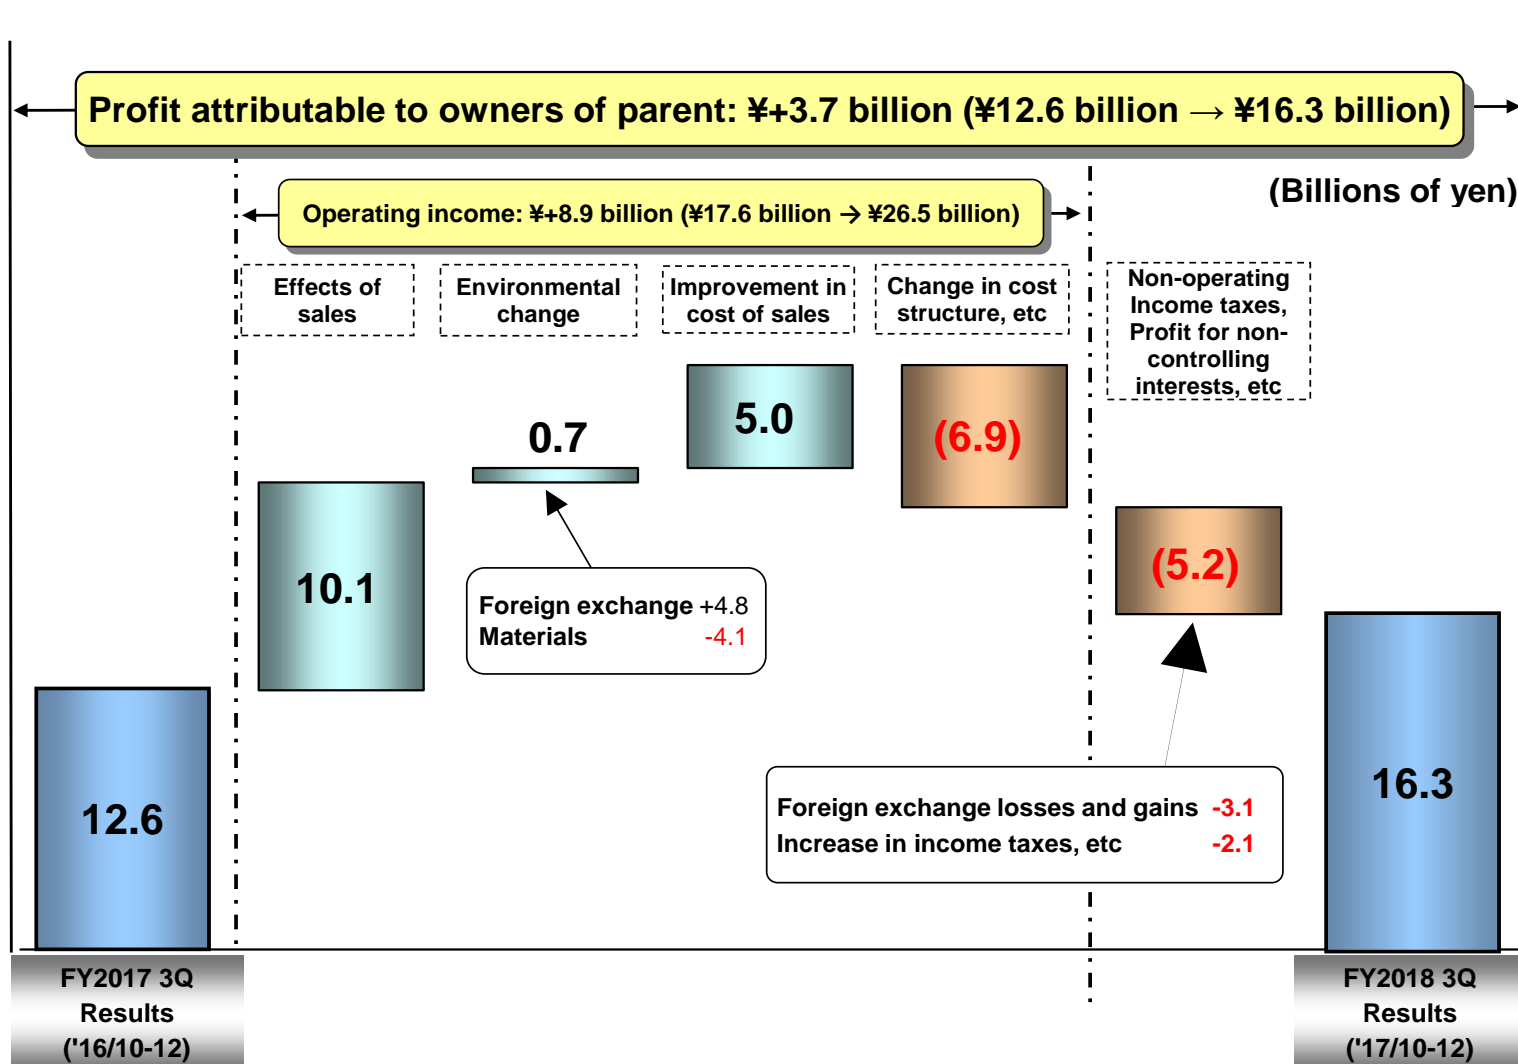 Profit attributable to owners of parent: ¥+3.7 billion (¥12.6 billion → ¥16.3 billion)
(Billions of yen)
Operating income: ¥+8.9 billion (¥17.6 billion → ¥26.5 billion)
Effects of
sales
Environmental
change
Improvement in
cost of sales
Change in cost
structure, etc
Non-operating
Income taxes,
Profit for non-
controlling
interests, etc
12.6
10.1
0.7
5.0
(6.9)
(5.2)
16.3
Foreign exchange +4.8
Materials -4.1
Foreign exchange losses and gains -3.1
Increase in income taxes, etc -2.1
FY2017 3Q
Results
('16/10-12)
FY2018 3Q
Results
('17/10-12)